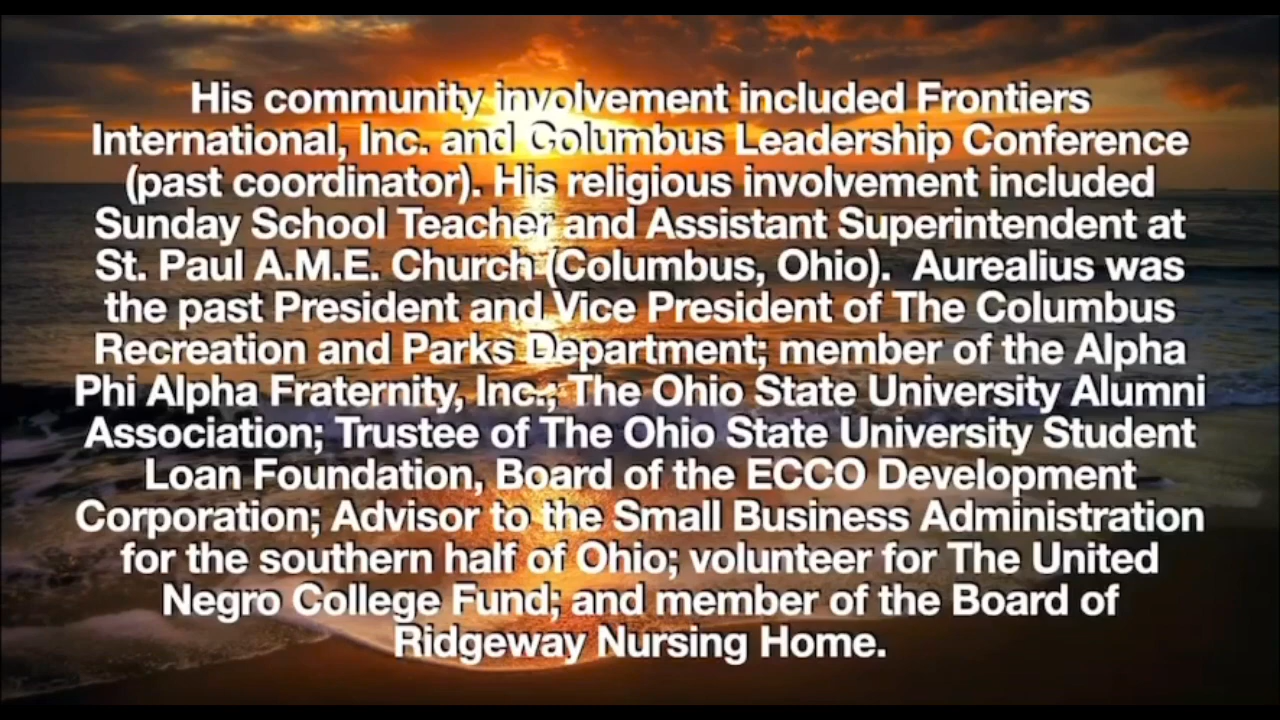 His community involvement included Frontiers
International, Inc. and Columbus Leadership Conference
(past coordinator). His religious involvement included
Sunday School Teacher and Assistant Superintendent at
St. Paul A.M.E. Church (Columbus, Ohio).  Aurealius was
the past President and Vice President of The Columbus
Recreation and Parks Department; member of the Alpha
Phi Alpha Fraternity, Inc.; The Ohio State University Alumni
Association; Trustee of The Ohio State University Student
Loan Foundation, Board of the ECCO Development
Corporation; Advisor to the Small Business Administration
for the southern half of Ohio; volunteer for The United
Negro College Fund; and member of the Board of
Ridgeway Nursing Home.